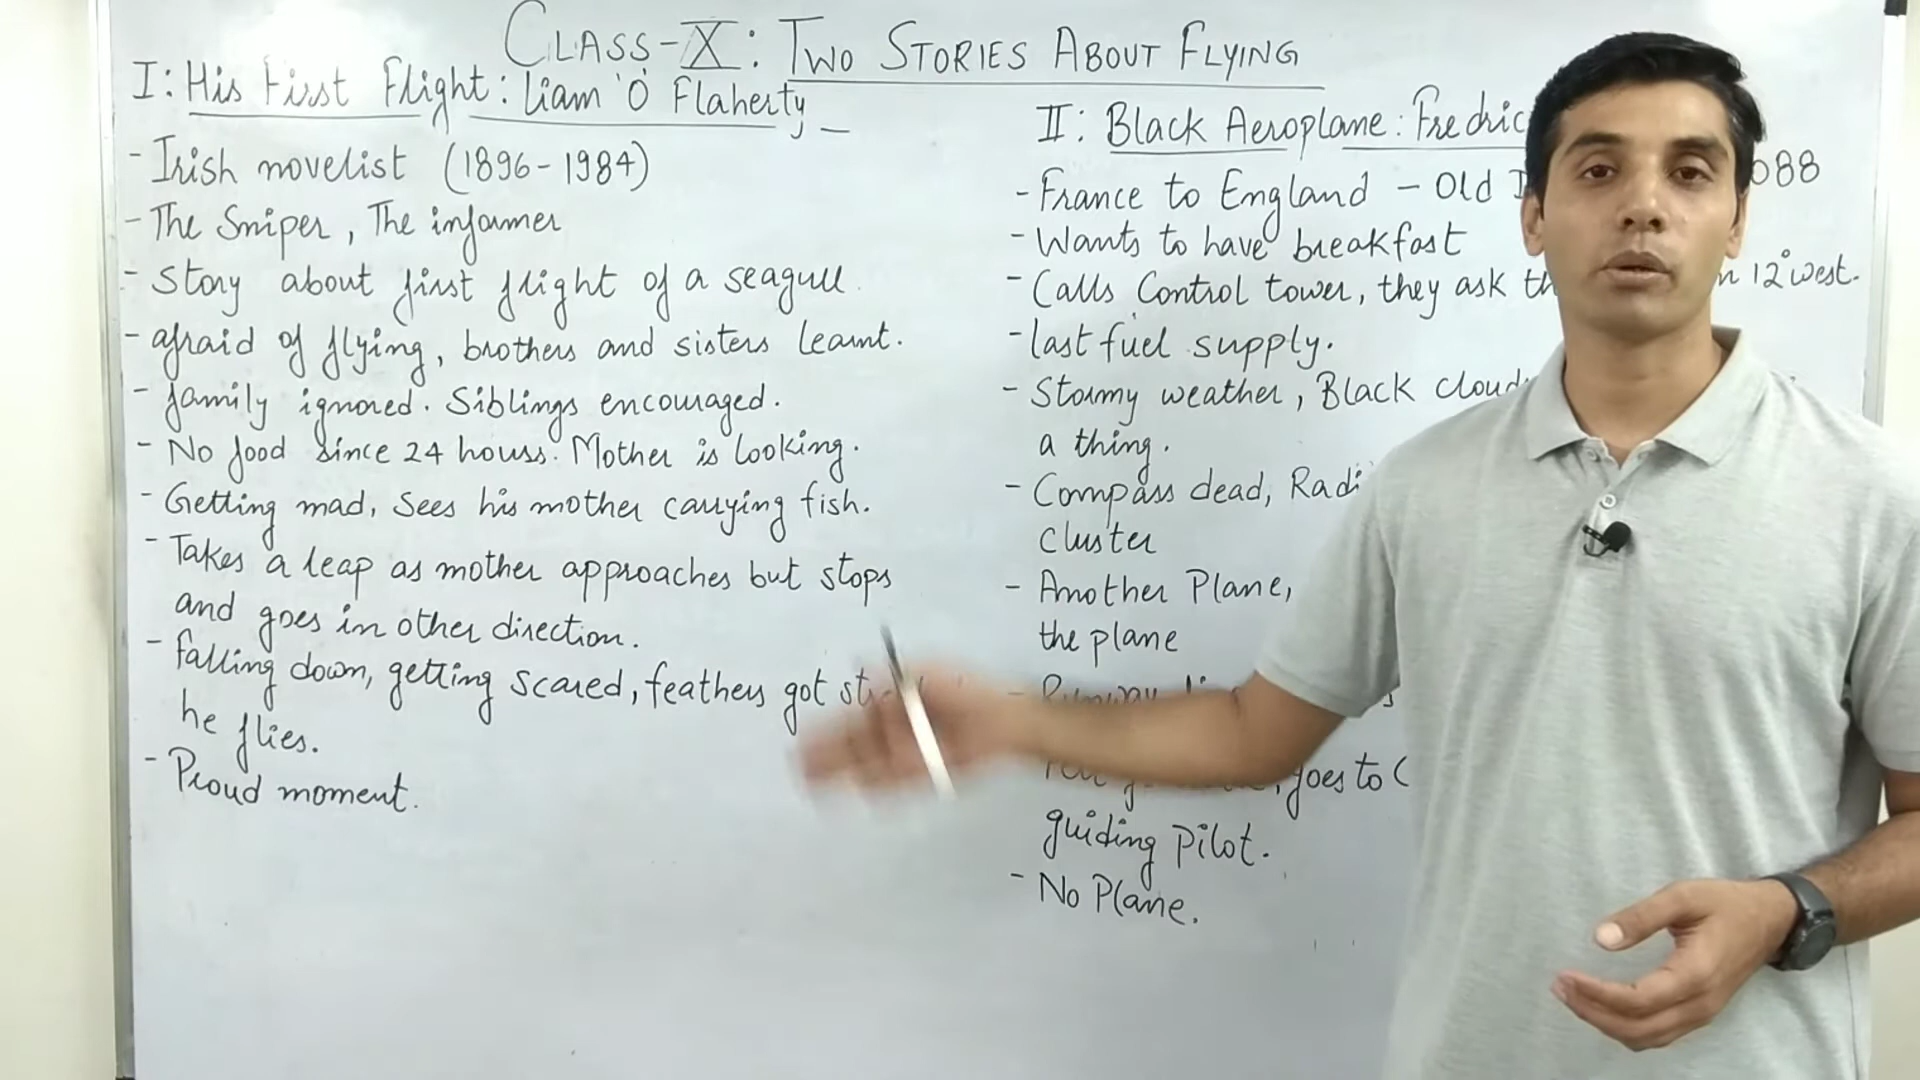 CLASS-X: TWO STORIES ABOUT FLYING
I: His First Flight: Liam 'O' Flaherty
- Irish novelist (1896-1984)
- The Sniper, The informer
- Story about first flight of a seagull.
- afraid of flying, brothers and sisters learnt.
- family ignored. Siblings encouraged.
- No food since 24 hours. Mother is looking.
- Getting mad, Sees his mother carrying fish.
- Takes a leap as mother approaches but stops
and goes in other direction.
- falling down, getting scared, feathers got
he flies.
- Proud moment.
II: Black Aeroplane: Fredric
- France to England - Old 088
- Wants to have breakfast
- Calls Control tower, they ask 12° west.
- last fuel supply.
- Stormy weather, Black
a thing.
- Compass dead,
cluster
- Another Plane,
the plane
goes to
guiding pilot.
- No Plane.